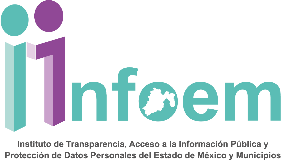 infoem
Instituto de Transparencia, Acceso a la Información Pública y
Protección de Datos Personales del Estado de México y Municipios